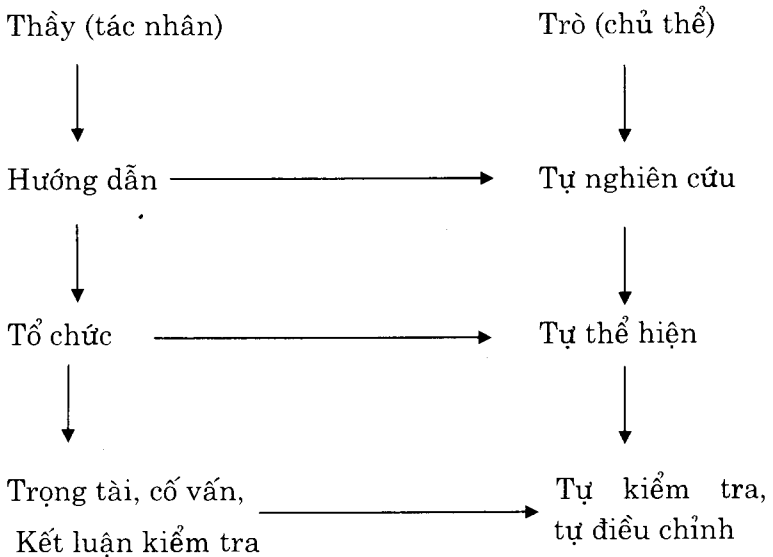 Thầy (tác nhân)
Trò (chủ thể)
Hướng dẫn
Tự nghiên cứu
Tổ chức
Tự thể hiện
Trọng tài, cố vấn,
Kết luận kiểm tra
Tự kiểm tra,
tự điều chỉnh